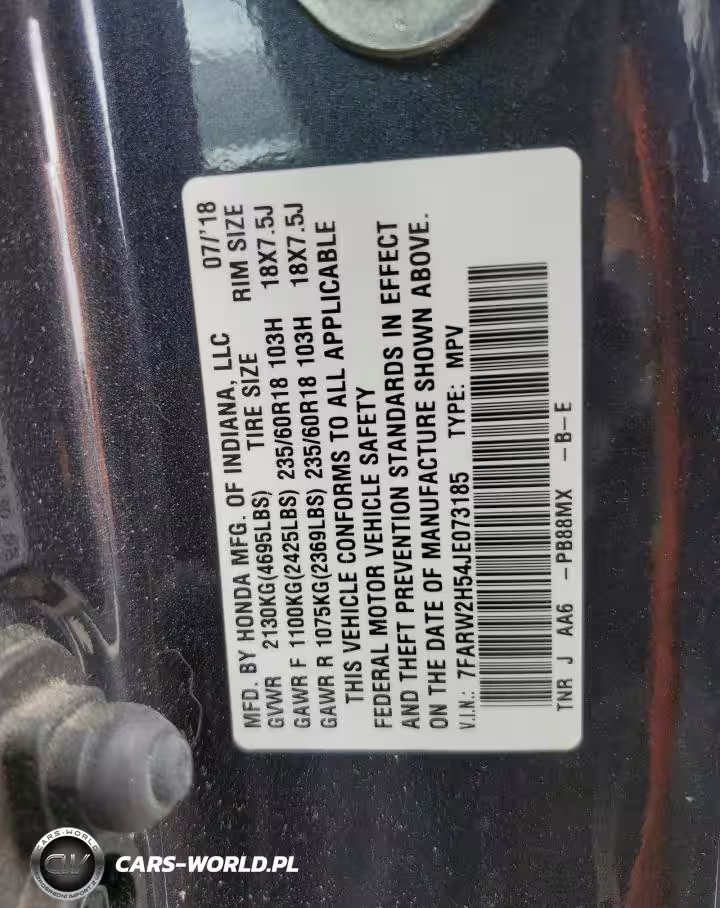 MFD. BY HONDA MFG. OF INDIANA, LLC 07/'18
TIRE SIZE RIM SIZE
GVWR 2130KG(4695LBS)
GAWR F 1100KG(2425LBS) 235/60R18 103H 18X7.5J
GAWR R 1075KG(2369LBS) 235/60R18 103H 18X7.5J
THIS VEHICLE CONFORMS TO ALL APPLICABLE
FEDERAL MOTOR VEHICLE SAFETY
AND THEFT PREVENTION STANDARDS IN EFFECT
ON THE DATE OF MANUFACTURE SHOWN ABOVE.
V.I.N.: 7FARW2H54JE073185 TYPE: MPV
TNR J AA6 -PB88MX -B-E
CARS-WORLD
CW
CARS-WORLD.PL